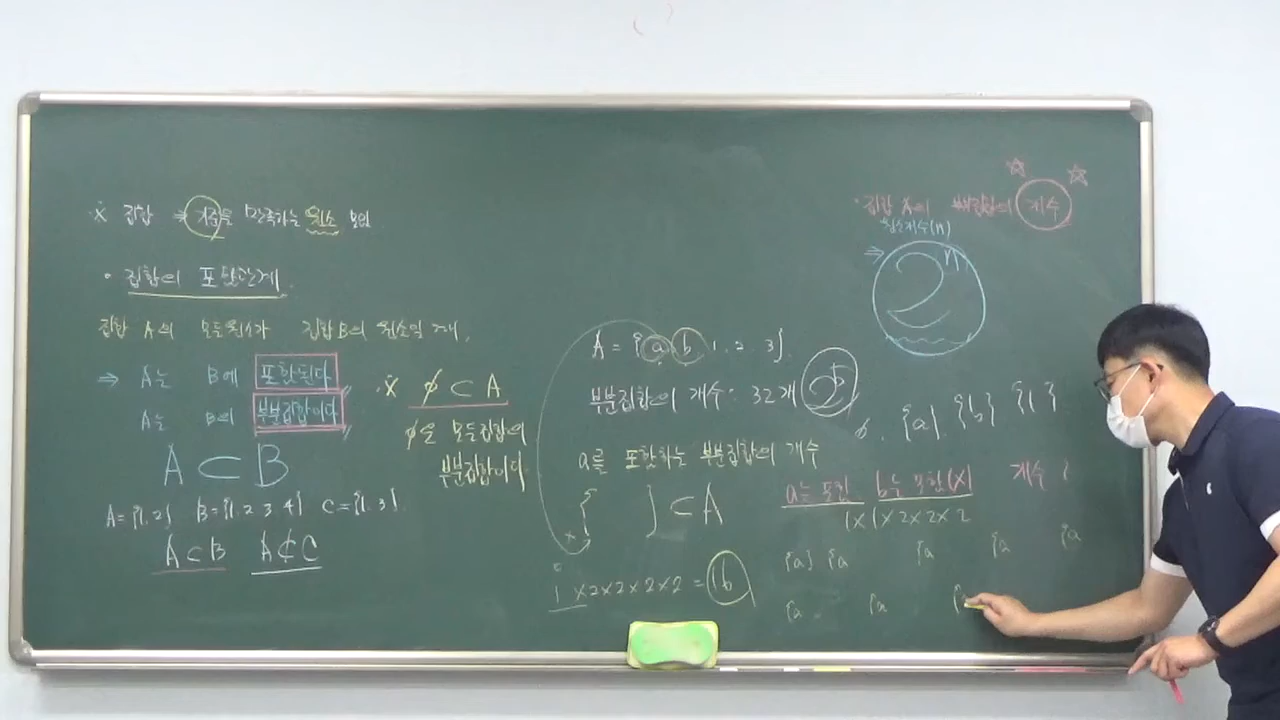 ※ 집합 ⇒ 기준을 만족하는 원소 모임
· 집합의 포함관계
집합 A의 모든원소가 집합B의 원소일 때,
⇒ A는 B에 포함된다
A는 B의 부분집합이다
A ⊂ B
A={1, 2} B={1, 2, 3, 4} C={1, 3}
A ⊂ B A ⊄ C
※ ∅ ⊂ A
∅은 모든집합의
부분집합이다
A = {a, b, 1, 2, 3}
부분집합의 개수: 32개 2⁵
a를 포함하는 부분집합의 개수
{ } ⊂ A
1 × 2 × 2 × 2 × 2 = 16
· 집합 A의 부분집합의 개수
원소개수(n)
⇒ 2ⁿ
∅, {a}, {b} {1}
a는 포함 b는 포함(X) 개수?
1×1×2×2×2
{a} {a {a {a {a
{a {a {a